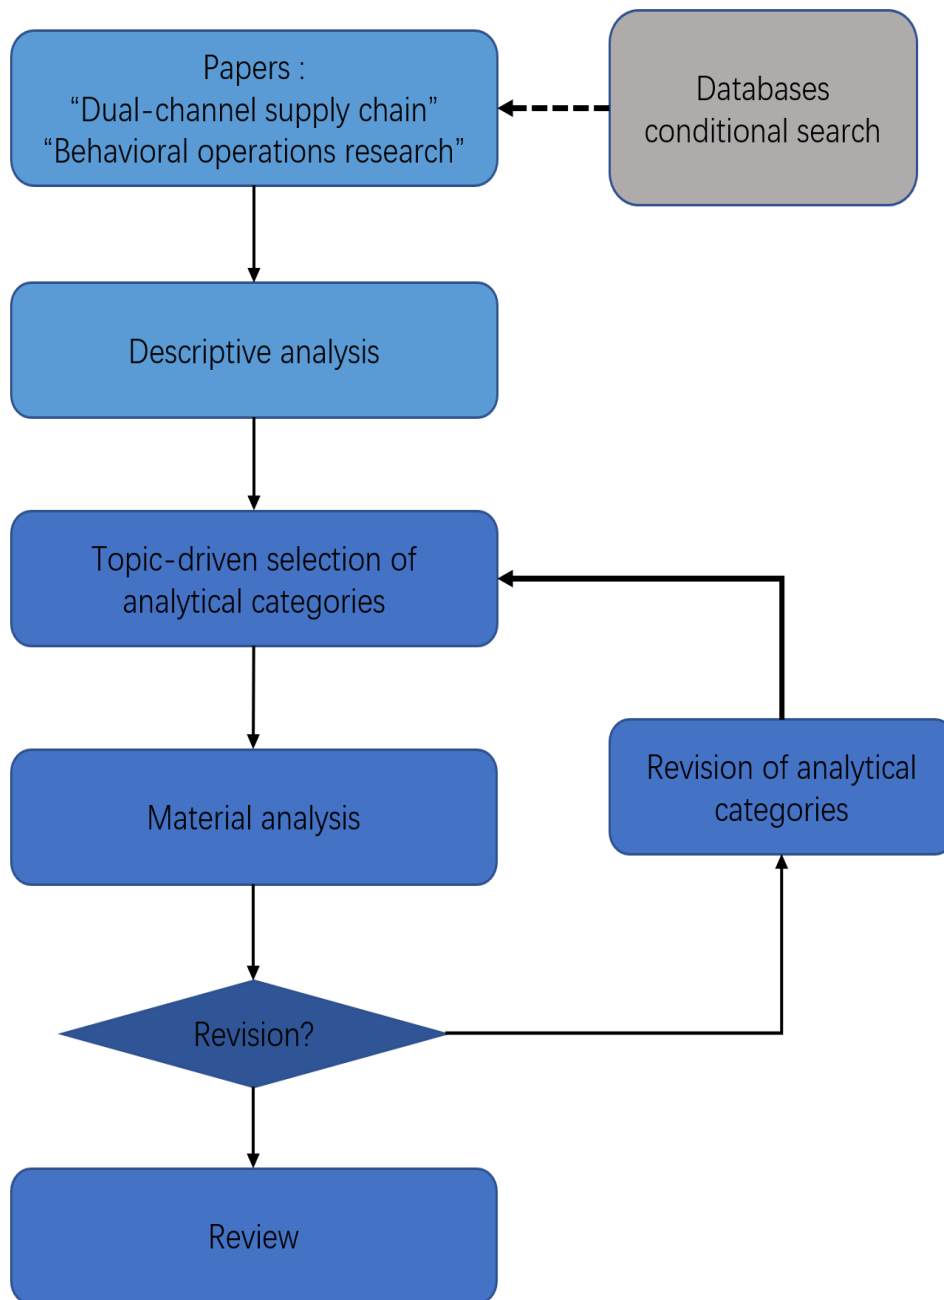 Papers :
“Dual-channel supply chain”
“Behavioral operations research”
Databases
conditional search
Descriptive analysis
Topic-driven selection of
analytical categories
Revision of analytical
categories
Material analysis
Revision?
Review